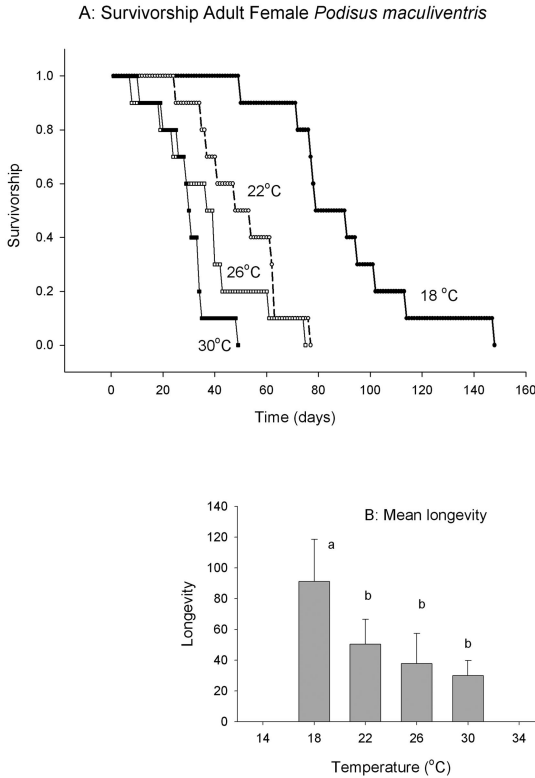 A: Survivorship Adult Female Podisus maculiventris
1.0
0.8
0.6
0.4
0.2
0.0
Survivorship
22°C
26°C
18 °C
30°C
0 20 40 60 80 100 120 140 160
Time (days)
B: Mean longevity
140
120
100
80
60
40
20
0
Longevity
a
b
b
b
14 18 22 26 30 34
Temperature (°C)